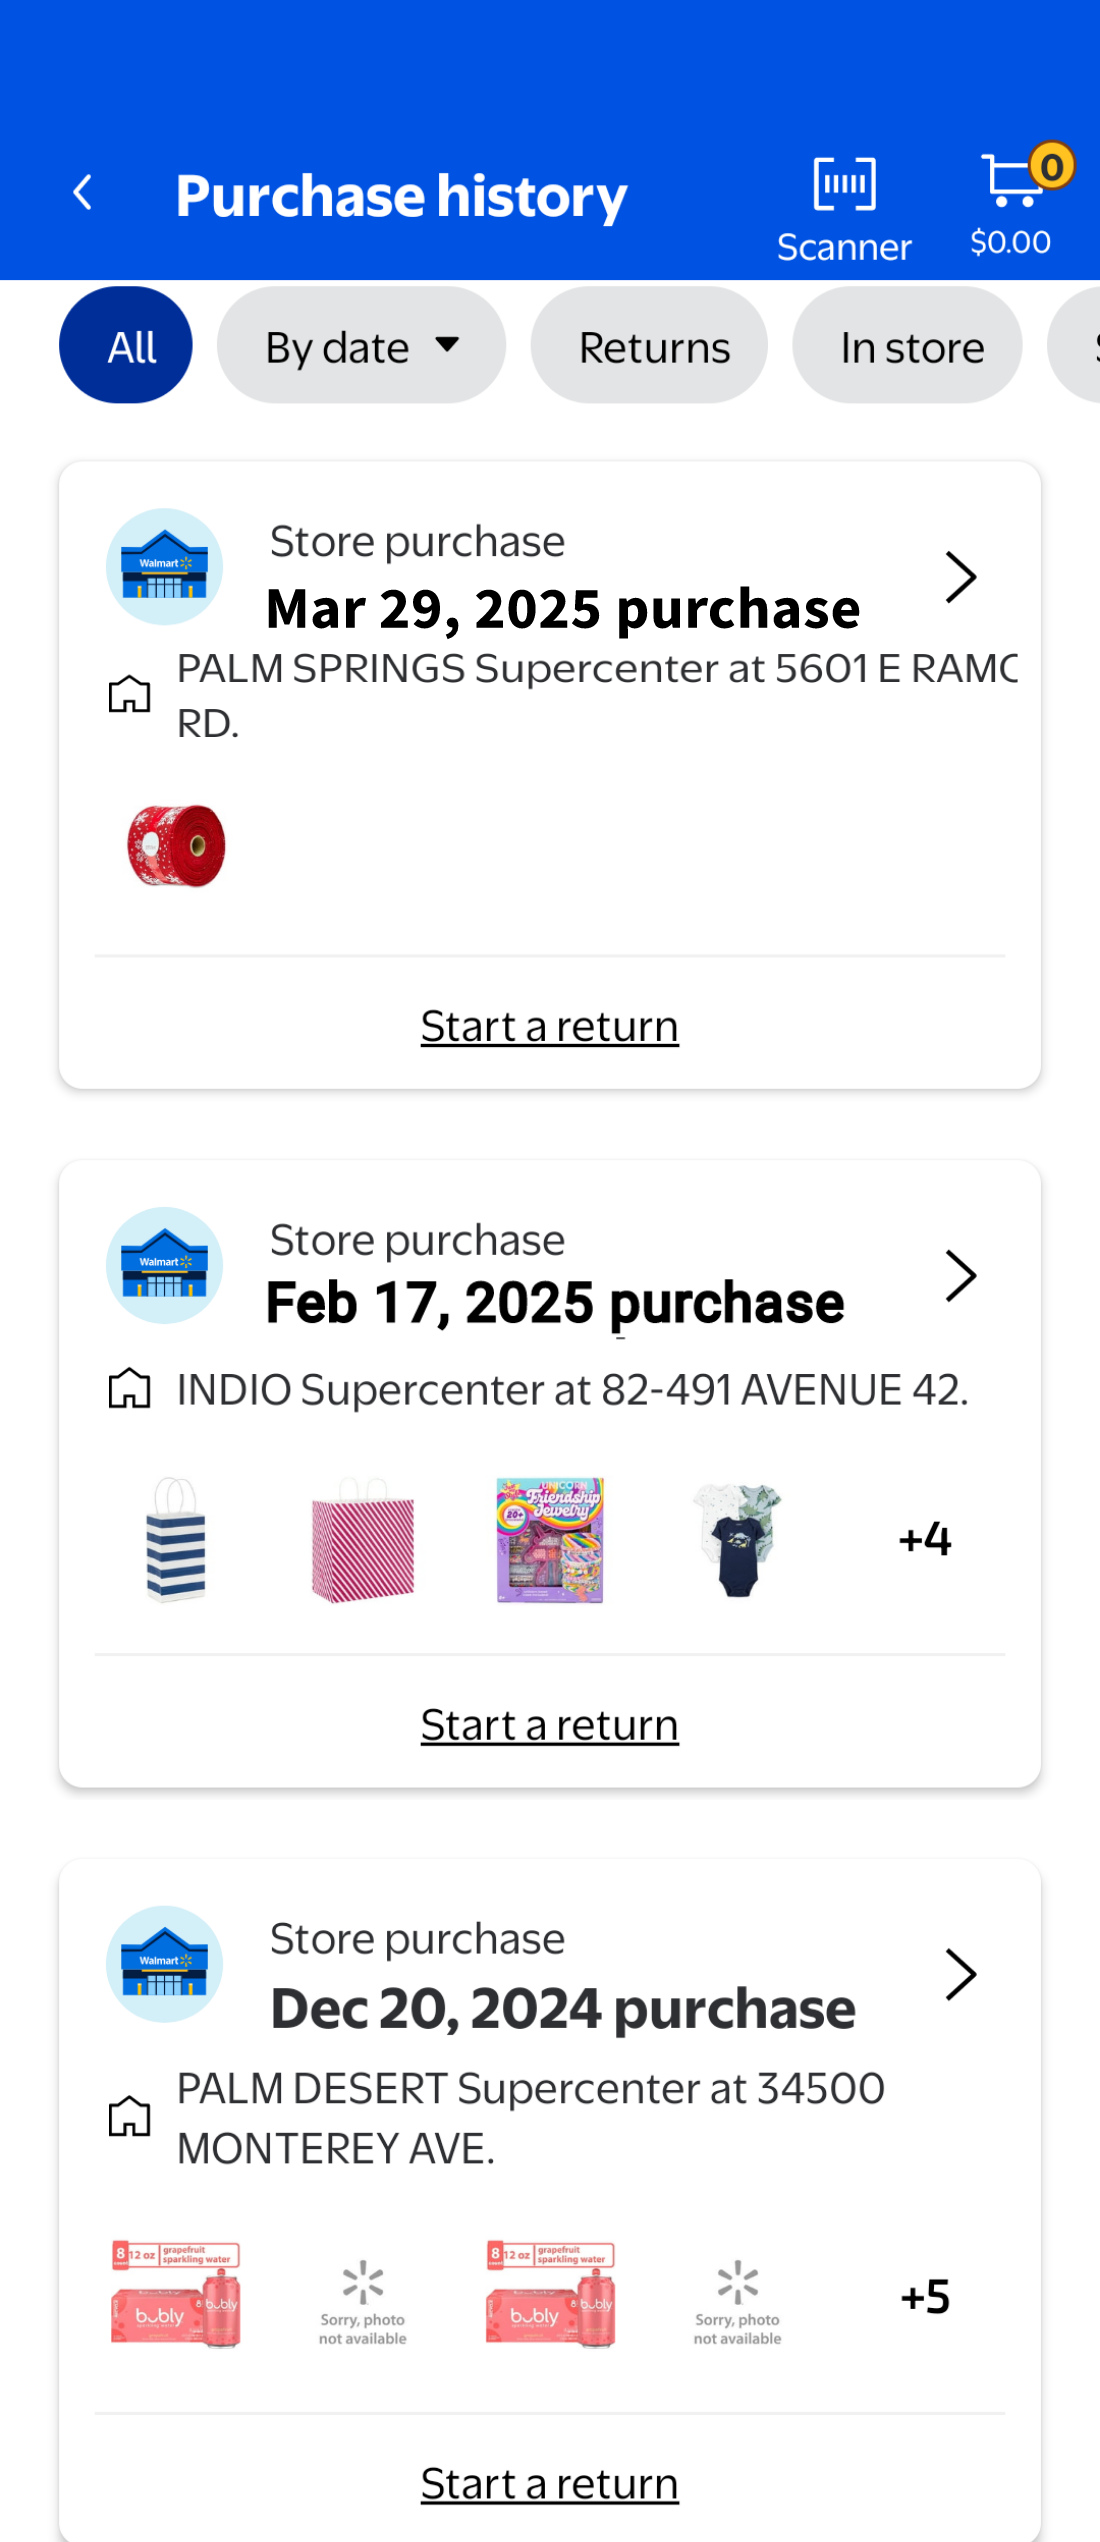 Purchase history
Scanner
0
$0.00
All
By date
Returns
In store
Walmart
Store purchase
Mar 29, 2025 purchase
PALM SPRINGS Supercenter at 5601 E RAMO
RD.
Start a return
Walmart
Store purchase
Feb 17, 2025 purchase
INDIO Supercenter at 82-491 AVENUE 42.
UNICORN
Friendship
Jewelry
20+
+4
Start a return
Walmart
Store purchase
Dec 20, 2024 purchase
PALM DESERT Supercenter at 34500
MONTEREY AVE.
8 12 oz grapefruit
sparkling water
bubly
bubly
Sorry, photo
not available
8 12 oz grapefruit
sparkling water
bubly
bubly
Sorry, photo
not available
+5
Start a return